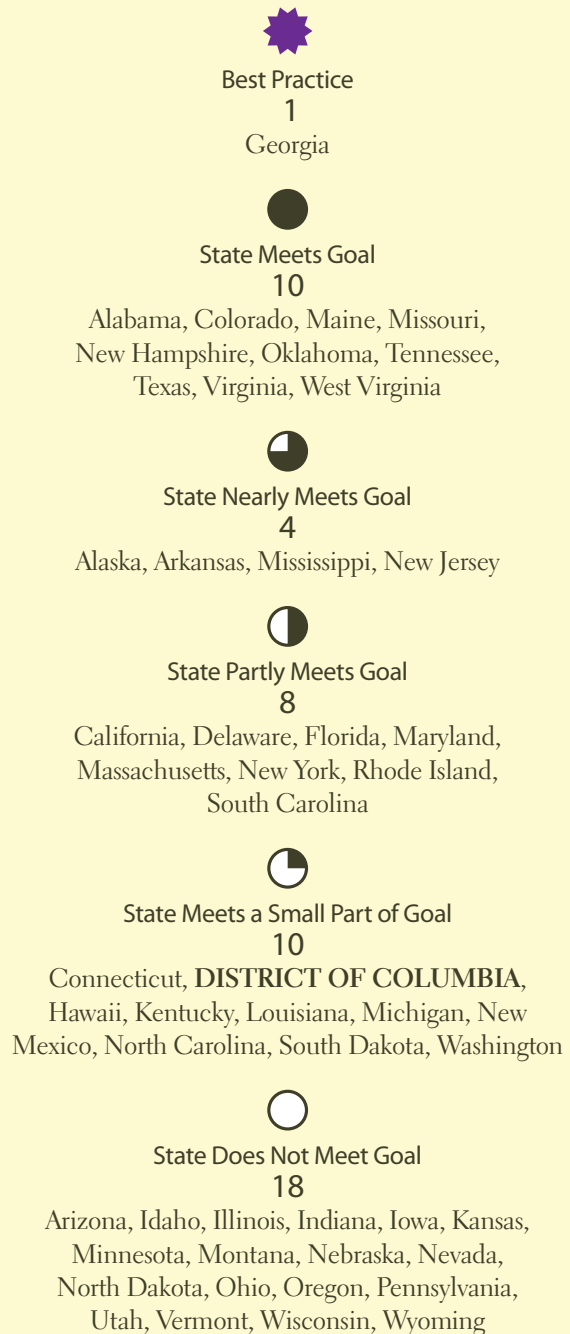 Best Practice
1
Georgia
State Meets Goal
10
Alabama, Colorado, Maine, Missouri,
New Hampshire, Oklahoma, Tennessee,
Texas, Virginia, West Virginia
State Nearly Meets Goal
4
Alaska, Arkansas, Mississippi, New Jersey
State Partly Meets Goal
8
California, Delaware, Florida, Maryland,
Massachusetts, New York, Rhode Island,
South Carolina
State Meets a Small Part of Goal
10
Connecticut, DISTRICT OF COLUMBIA,
Hawaii, Kentucky, Louisiana, Michigan, New
Mexico, North Carolina, South Dakota, Washington
State Does Not Meet Goal
18
Arizona, Idaho, Illinois, Indiana, Iowa, Kansas,
Minnesota, Montana, Nebraska, Nevada,
North Dakota, Ohio, Oregon, Pennsylvania,
Utah, Vermont, Wisconsin, Wyoming